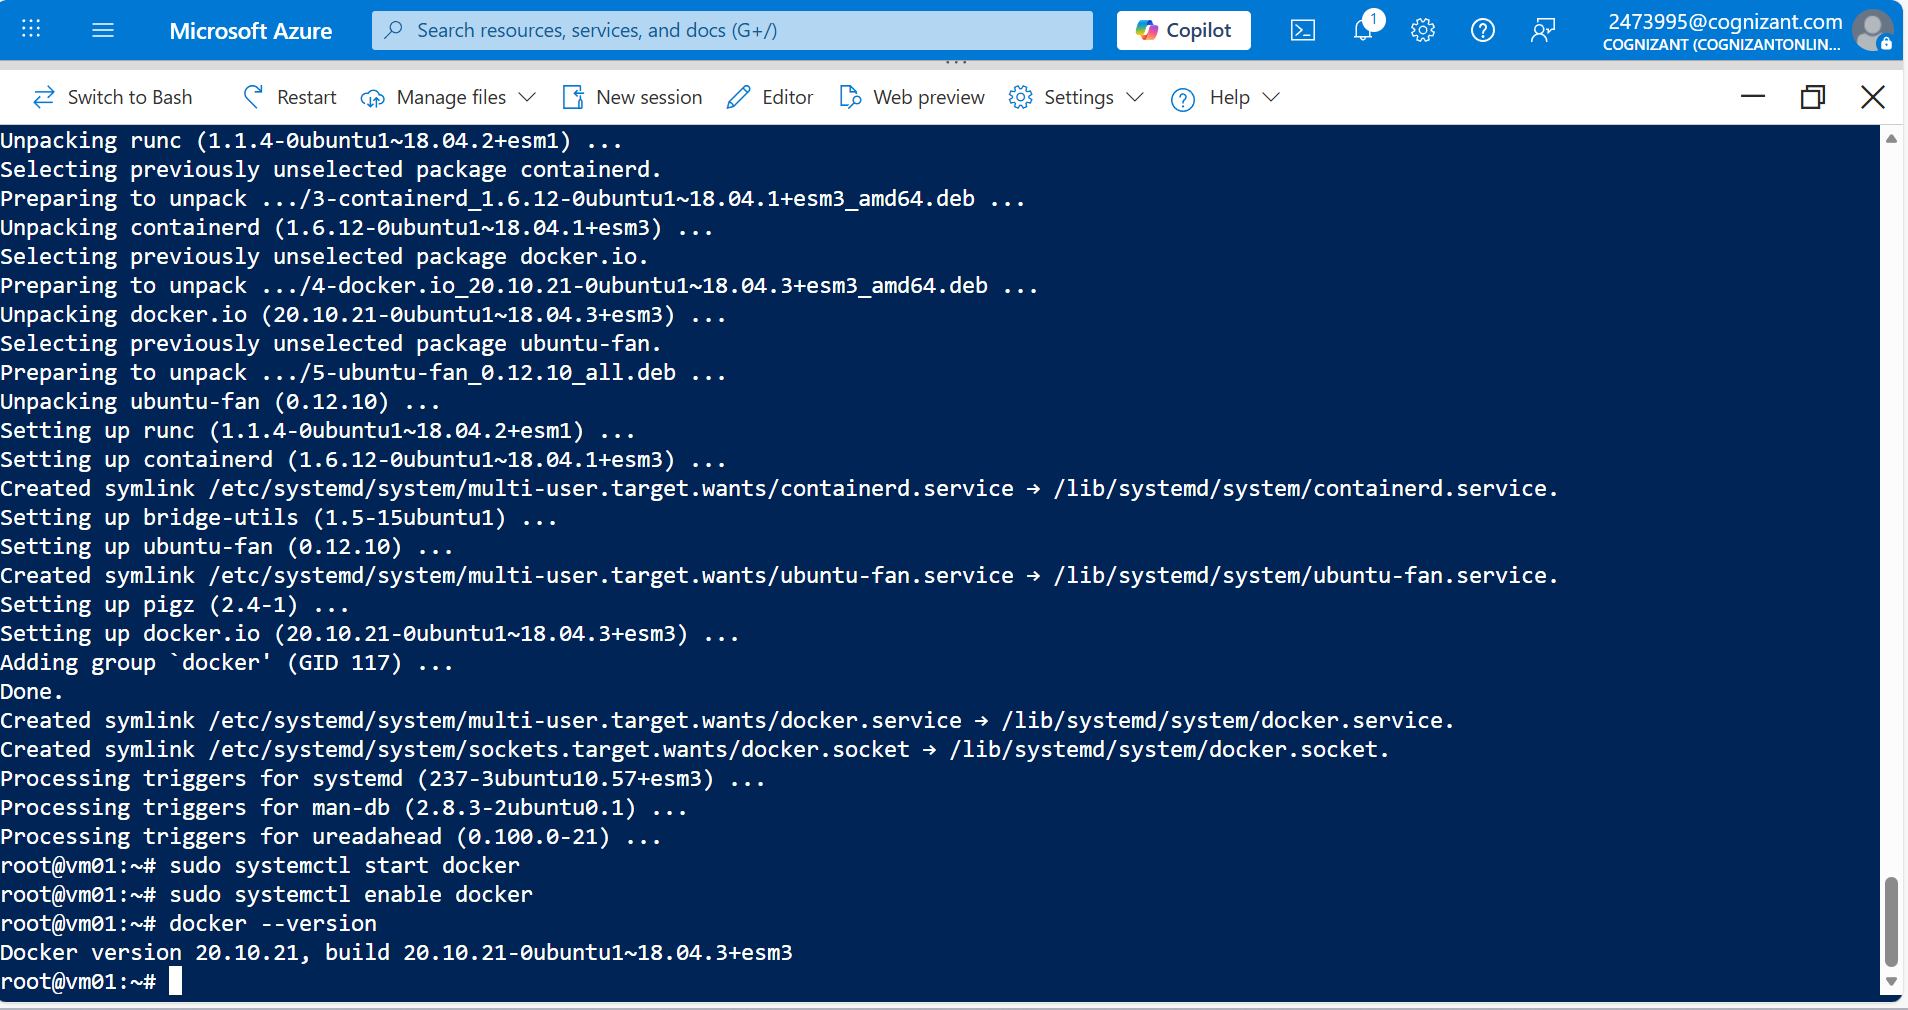 Microsoft Azure
Search resources, services, and docs (G+/)
Copilot
1
2473995@cognizant.com
COGNIZANT (COGNIZANTONLIN...
Switch to Bash
Restart
Manage files
New session
Editor
Web preview
Settings
Help
Unpacking runc (1.1.4-0ubuntu1~18.04.2+esm1) ...
Selecting previously unselected package containerd.
Preparing to unpack .../3-containerd_1.6.12-0ubuntu1~18.04.1+esm3_amd64.deb ...
Unpacking containerd (1.6.12-0ubuntu1~18.04.1+esm3) ...
Selecting previously unselected package docker.io.
Preparing to unpack .../4-docker.io_20.10.21-0ubuntu1~18.04.3+esm3_amd64.deb ...
Unpacking docker.io (20.10.21-0ubuntu1~18.04.3+esm3) ...
Selecting previously unselected package ubuntu-fan.
Preparing to unpack .../5-ubuntu-fan_0.12.10_all.deb ...
Unpacking ubuntu-fan (0.12.10) ...
Setting up runc (1.1.4-0ubuntu1~18.04.2+esm1) ...
Setting up containerd (1.6.12-0ubuntu1~18.04.1+esm3) ...
Created symlink /etc/systemd/system/multi-user.target.wants/containerd.service → /lib/systemd/system/containerd.service.
Setting up bridge-utils (1.5-15ubuntu1) ...
Setting up ubuntu-fan (0.12.10) ...
Created symlink /etc/systemd/system/multi-user.target.wants/ubuntu-fan.service → /lib/systemd/system/ubuntu-fan.service.
Setting up pigz (2.4-1) ...
Setting up docker.io (20.10.21-0ubuntu1~18.04.3+esm3) ...
Adding group `docker' (GID 117) ...
Done.
Created symlink /etc/systemd/system/multi-user.target.wants/docker.service → /lib/systemd/system/docker.service.
Created symlink /etc/systemd/system/sockets.target.wants/docker.socket → /lib/systemd/system/docker.socket.
Processing triggers for systemd (237-3ubuntu10.57+esm3) ...
Processing triggers for man-db (2.8.3-2ubuntu0.1) ...
Processing triggers for ureadahead (0.100.0-21) ...
root@vm01:~# sudo systemctl start docker
root@vm01:~# sudo systemctl enable docker
root@vm01:~# docker --version
Docker version 20.10.21, build 20.10.21-0ubuntu1~18.04.3+esm3
root@vm01:~#